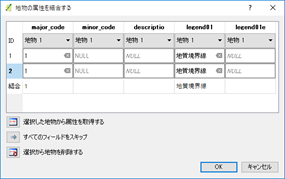 地物の属性を結合する
major_code minor_code descriptio legend01 legend01e
ID 地物 1 地物 1 地物 1 地物 1 地物 1
1 1 NULL NULL 地質境界線 NULL
2 1 NULL NULL 地質境界線 NULL
結合 1 地質境界線
選択した地物から属性を取得する
すべてのフィールドをスキップ
選択から地物を削除する
OK キャンセル